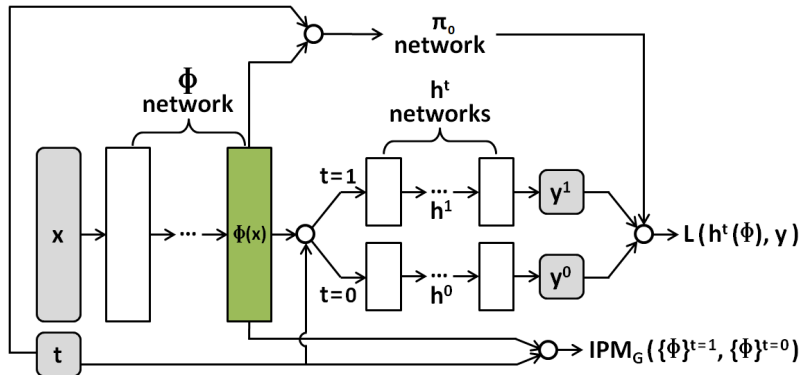 π₀
network
Φ
network
hᵗ
networks
t=1
x
...
Φ(x)
...
h¹
y¹
L(hᵗ(Φ), y)
t=0
...
h⁰
y⁰
t
IPM_G({Φ}ᵗ⁼¹, {Φ}ᵗ⁼⁰)